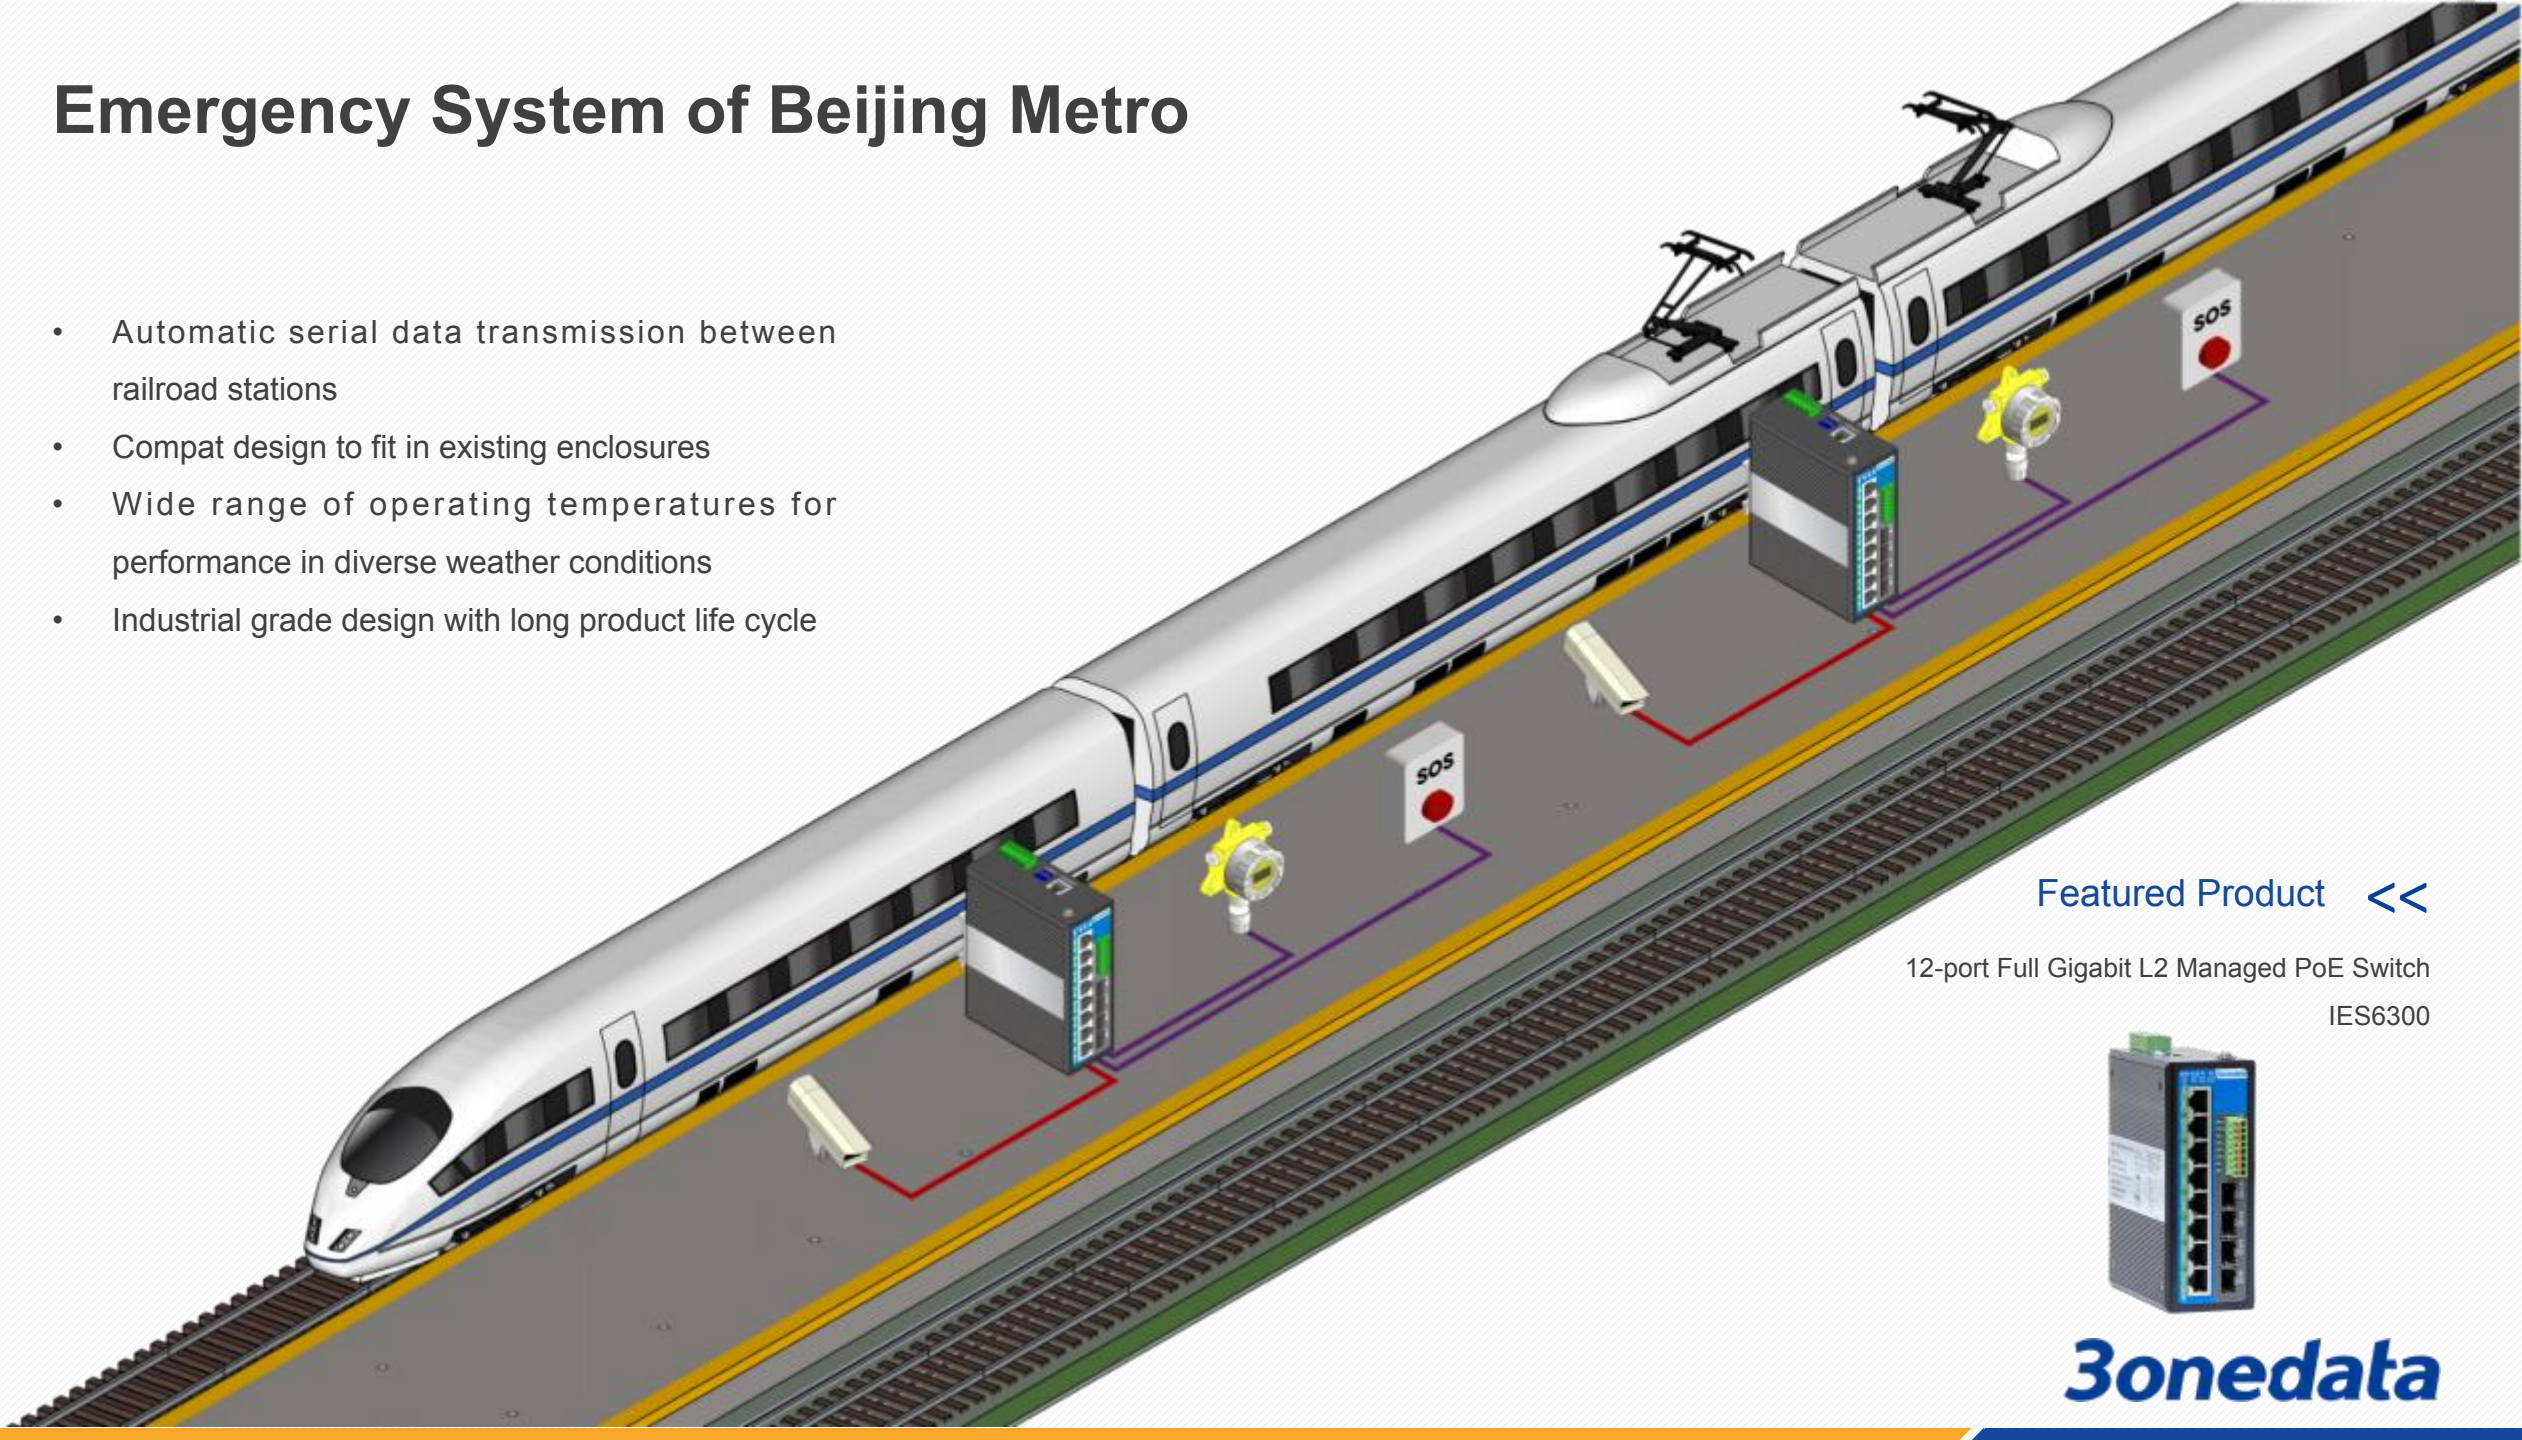 Emergency System of Beijing Metro
• Automatic serial data transmission between
railroad stations
• Compat design to fit in existing enclosures
• Wide range of operating temperatures for
performance in diverse weather conditions
• Industrial grade design with long product life cycle
SOS
SOS
Featured Product <<
12-port Full Gigabit L2 Managed PoE Switch
IES6300
3onedata